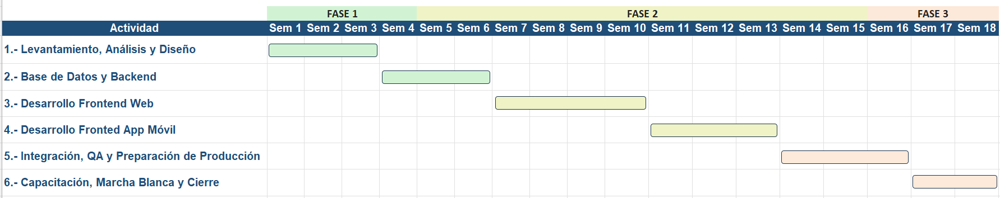 FASE 1 FASE 2 FASE 3
Actividad Sem 1 Sem 2 Sem 3 Sem 4 Sem 5 Sem 6 Sem 7 Sem 8 Sem 9 Sem 10 Sem 11 Sem 12 Sem 13 Sem 14 Sem 15 Sem 16 Sem 17 Sem 18
1.- Levantamiento, Análisis y Diseño
2.- Base de Datos y Backend
3.- Desarrollo Frontend Web
4.- Desarrollo Fronted App Móvil
5.- Integración, QA y Preparación de Producción
6.- Capacitación, Marcha Blanca y Cierre